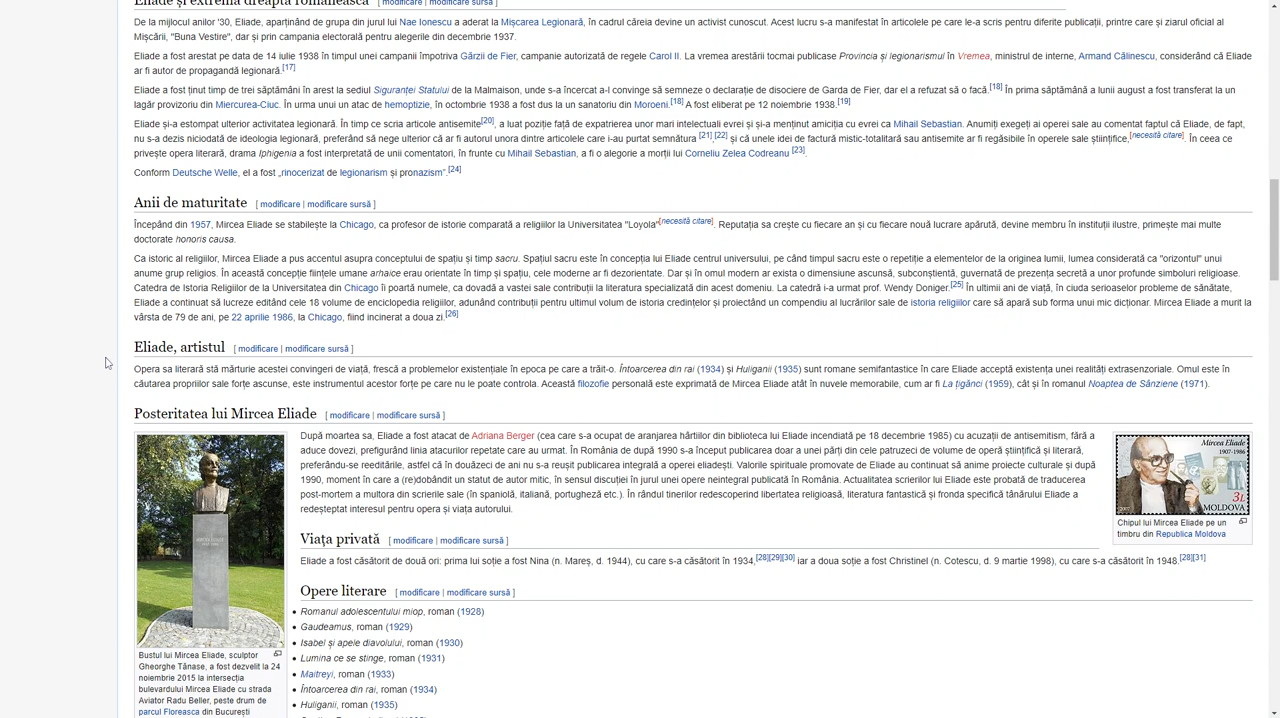 Eliade și extrema dreaptă românească [ modificare | modificare sursă ]
De la mijlocul anilor '30, Eliade, aparținând de grupa din jurul lui Nae Ionescu a aderat la Mișcarea Legionară, în cadrul căreia devine un activist cunoscut. Acest lucru s-a manifestat în articolele pe care le-a scris pentru diferite publicații, printre care și ziarul oficial al
Mișcării, "Buna Vestire", dar și prin campania electorală pentru alegerile din decembrie 1937.
Eliade a fost arestat pe data de 14 iulie 1938 în timpul unei campanii împotriva Gărzii de Fier, campanie autorizată de regele Carol II. La vremea arestării tocmai publicase Provincia și legionarismul în Vremea, ministrul de interne, Armand Călinescu, considerând că Eliade
ar fi autor de propagandă legionară.[17]
Eliade a fost ținut timp de trei săptămâni în arest la sediul Siguranței Statului de la Malmaison, unde s-a încercat a-l convinge să semneze o declarație de disociere de Garda de Fier, dar el a refuzat să o facă.[18] În prima săptămână a lunii august a fost transferat la un
lagăr provizoriu din Miercurea-Ciuc. În urma unui un atac de hemoptizie, în octombrie 1938 a fost dus la un sanatoriu din Moroeni.[18] A fost eliberat pe 12 noiembrie 1938.[19]
Eliade și-a estompat ulterior activitatea legionară. În timp ce scria articole antisemite[20], a luat poziție față de expatrierea unor mari intelectuali evrei și și-a menținut amiciția cu evrei ca Mihail Sebastian. Anumiți exegeți ai operei sale au comentat faptul că Eliade, de fapt,
nu s-a dezis niciodată de ideologia legionară, preferând să nege ulterior că ar fi autorul unora dintre articolele care i-au purtat semnătura [21],[22] și că unele idei de factură mistic-totalitară sau antisemite ar fi regăsibile în operele sale științifice,[necesită citare]. În ceea ce
privește opera literară, drama Iphigenia a fost interpretată de unii comentatori, în frunte cu Mihail Sebastian, a fi o alegorie a morții lui Corneliu Zelea Codreanu [23].
Conform Deutsche Welle, el a fost „rinocerizat de legionarism și pronazism”.[24]
Anii de maturitate [ modificare | modificare sursă ]
Începând din 1957, Mircea Eliade se stabilește la Chicago, ca profesor de istorie comparată a religiilor la Universitatea "Loyola"[necesită citare]. Reputația sa crește cu fiecare an și cu fiecare nouă lucrare apărută, devine membru în instituții ilustre, primește mai multe
doctorate honoris causa.
Ca istoric al religiilor, Mircea Eliade a pus accentul asupra conceptului de spațiu și timp sacru. Spațiul sacru este în concepția lui Eliade centrul universului, pe când timpul sacru este o repetiție a elementelor de la originea lumii, lumea considerată ca "orizontul" unui
anume grup religios. În această concepție ființele umane arhaice erau orientate în timp și spațiu, cele moderne ar fi dezorientate. Dar și în omul modern ar exista o dimensiune ascunsă, subconștientă, guvernată de prezența secretă a unor profunde simboluri religioase.
Catedra de Istoria Religiilor de la Universitatea din Chicago îi poartă numele, ca dovadă a vastei sale contribuții la literatura specializată din acest domeniu. La catedră i-a urmat prof. Wendy Doniger.[25] În ultimii ani de viață, în ciuda serioaselor probleme de sănătate,
Eliade a continuat să lucreze editând cele 18 volume de enciclopedia religiilor, adunând contribuții pentru ultimul volum de istoria credințelor și proiectând un compendiu al lucrărilor sale de istoria religiilor care să apară sub forma unui mic dicționar. Mircea Eliade a murit la
vârsta de 79 de ani, pe 22 aprilie 1986, la Chicago, fiind incinerat a doua zi.[26]
Eliade, artistul [ modificare | modificare sursă ]
Opera sa literară stă mărturie acestei convingeri de viață, frescă a problemelor existențiale în epoca pe care a trăit-o. Întoarcerea din rai (1934) și Huliganii (1935) sunt romane semifantastice în care Eliade acceptă existența unei realități extrasenzoriale. Omul este în
căutarea propriilor sale forțe ascunse, este instrumentul acestor forțe pe care nu le poate controla. Această filozofie personală este exprimată de Mircea Eliade atât în nuvele memorabile, cum ar fi La țigănci (1959), cât și în romanul Noaptea de Sânziene (1971).
Posteritatea lui Mircea Eliade [ modificare | modificare sursă ]
După moartea sa, Eliade a fost atacat de Adriana Berger (cea care s-a ocupat de aranjarea hârtiilor din biblioteca lui Eliade incendiată pe 18 decembrie 1985) cu acuzații de antisemitism, fără a
aduce dovezi, prefigurând linia atacurilor repetate care au urmat. În România de după 1990 s-a început publicarea doar a unei părți din cele patruzeci de volume de operă științifică și literară,
preferându-se reeditările, astfel că în douăzeci de ani nu s-a reușit publicarea integrală a operei eliadești. Valorile spirituale promovate de Eliade au continuat să anime proiecte culturale și după
1990, moment în care a (re)dobândit un statut de autor mitic, în sensul discuției în jurul unei opere neintegral publicată în România. Actualitatea scrierilor lui Eliade este probată de traducerea
post-mortem a multora din scrierile sale (în spaniolă, italiană, portugheză etc.). În rândul tinerilor redescoperind libertatea religioasă, literatura fantastică și fronda specifică tânărului Eliade a
redeșteptat interesul pentru opera și viața autorului.
Mircea Eliade
1907-1986
3L
2007
MOLDOVA
Chipul lui Mircea Eliade pe un
timbru din Republica Moldova
Viața privată [ modificare | modificare sursă ]
Eliade a fost căsătorit de două ori: prima lui soție a fost Nina (n. Mareș, d. 1944), cu care s-a căsătorit în 1934,[28][29][30] iar a doua soție a fost Christinel (n. Cotescu, d. 9 martie 1998), cu care s-a căsătorit în 1948.[28][31]
Opere literare [ modificare | modificare sursă ]
Romanul adolescentului miop, roman (1928)
Gaudeamus, roman (1929)
Isabel și apele diavolului, roman (1930)
Lumina ce se stinge, roman (1931)
Maitreyi, roman (1933)
Întoarcerea din rai, roman (1934)
Huliganii, roman (1935)
MIRCEA ELIADE
Bustul lui Mircea Eliade, sculptor
Gheorghe Tănase, a fost dezvelit la 24
noiembrie 2015 la intersecția
bulevardului Mircea Eliade cu strada
Aviator Radu Beller, peste drum de
parcul Floreasca din București